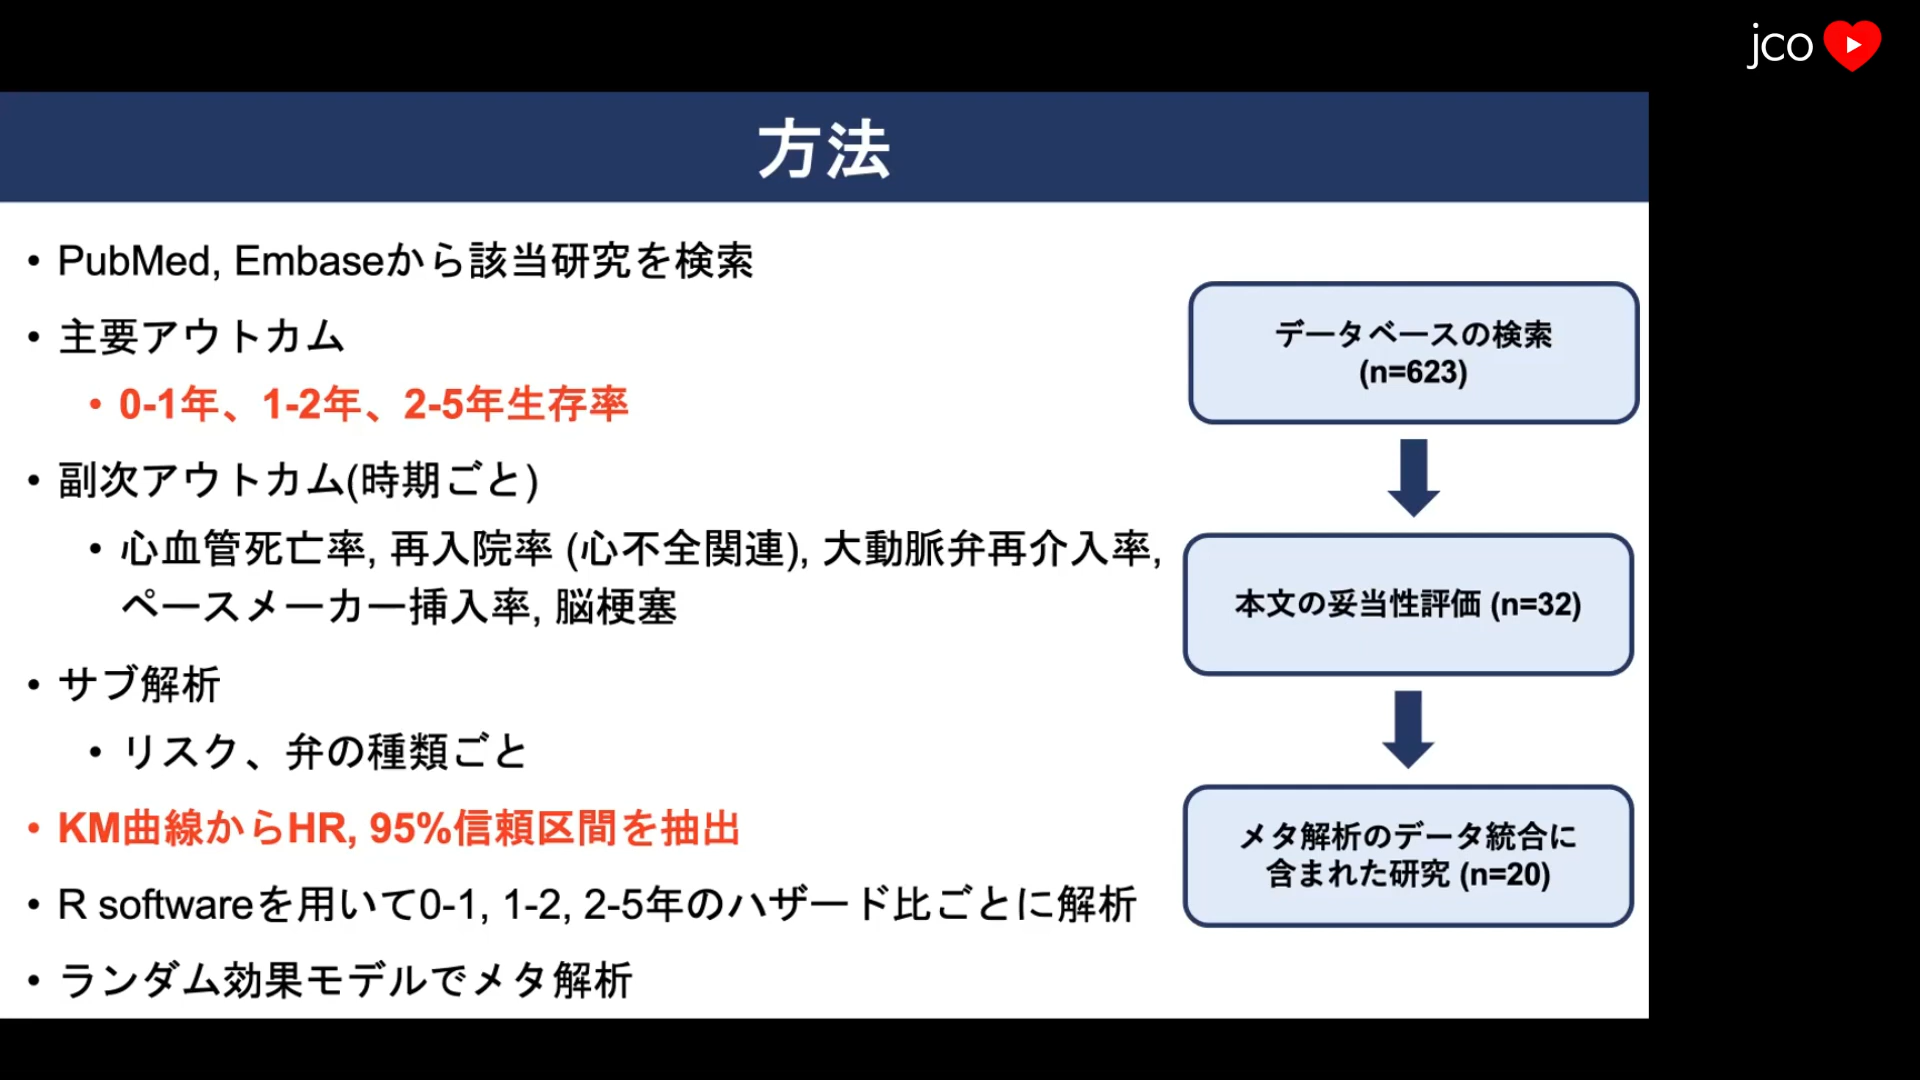 jco
方法
• PubMed, Embaseから該当研究を検索
• 主要アウトカム
• 0-1年、1-2年、2-5年生存率
• 副次アウトカム(時期ごと)
• 心血管死亡率, 再入院率 (心不全関連), 大動脈弁再介入率,
ペースメーカー挿入率, 脳梗塞
• サブ解析
• リスク、弁の種類ごと
• KM曲線からHR, 95%信頼区間を抽出
• R softwareを用いて0-1, 1-2, 2-5年のハザード比ごとに解析
• ランダム効果モデルでメタ解析
データベースの検索
(n=623)
本文の妥当性評価 (n=32)
メタ解析のデータ統合に
含まれた研究 (n=20)